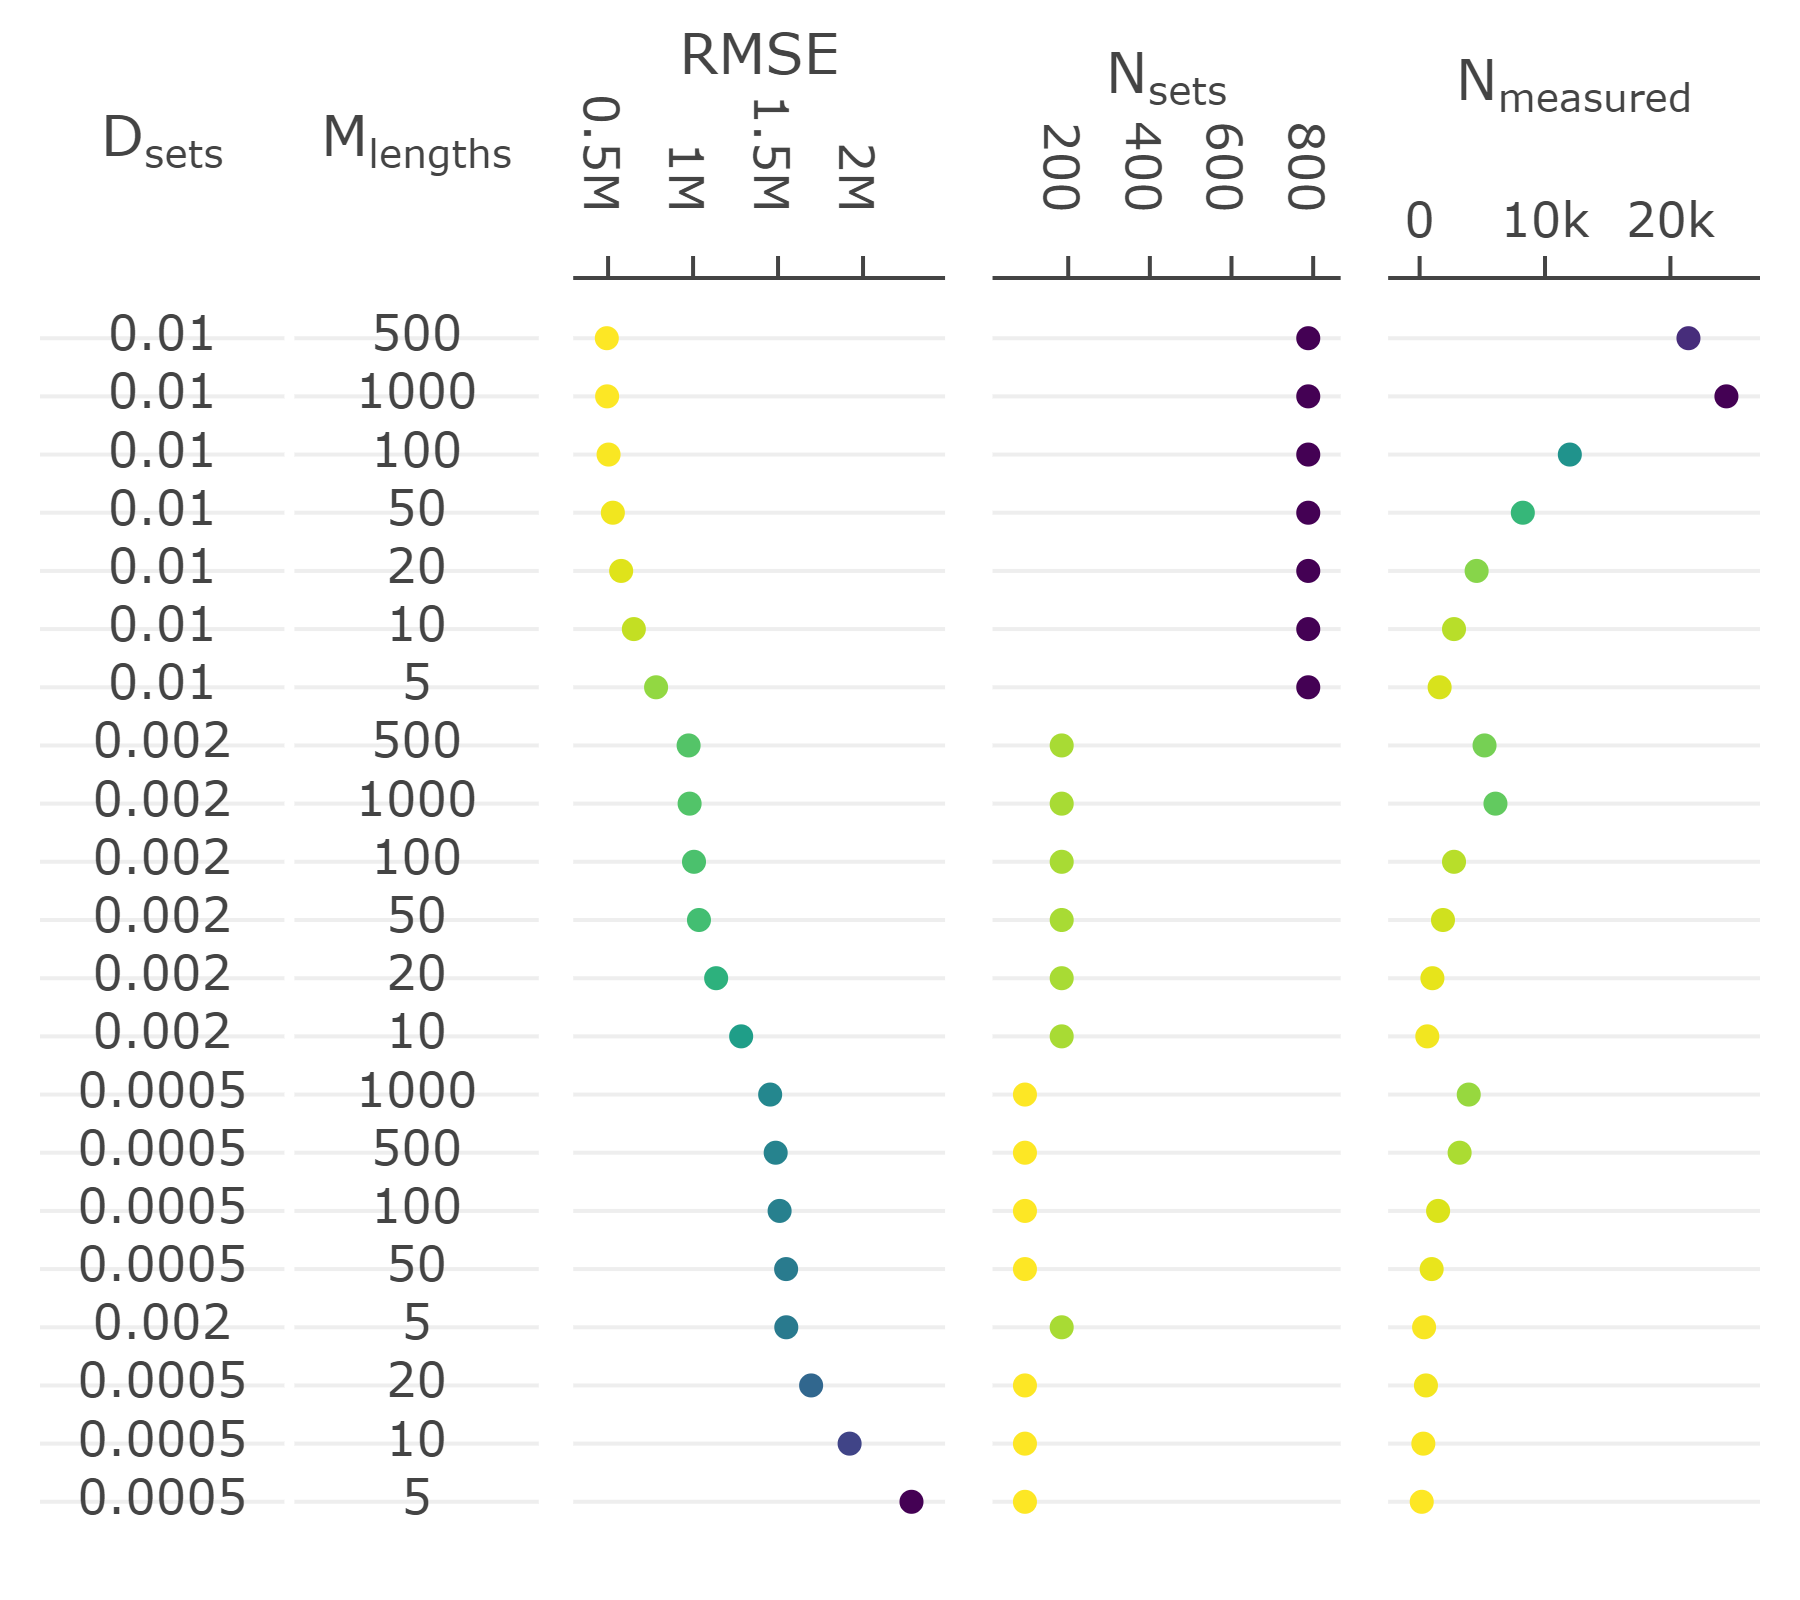 RMSE
N_sets
N_measured
D_sets
M_lengths
0.5M 1M 1.5M 2M
200 400 600 800
0 10k 20k
0.01 500
0.01 1000
0.01 100
0.01 50
0.01 20
0.01 10
0.01 5
0.002 500
0.002 1000
0.002 100
0.002 50
0.002 20
0.002 10
0.0005 1000
0.0005 500
0.0005 100
0.0005 50
0.002 5
0.0005 20
0.0005 10
0.0005 5